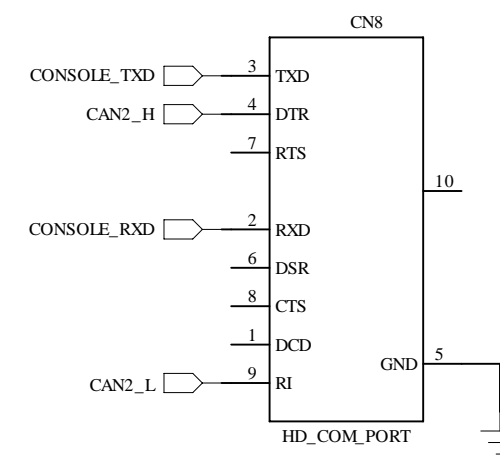 CN8
CONSOLE_TXD 3 TXD
CAN2_H 4 DTR
7 RTS
10
CONSOLE_RXD 2 RXD
6 DSR
8 CTS
1 DCD
GND 5
CAN2_L 9 RI
HD_COM_PORT